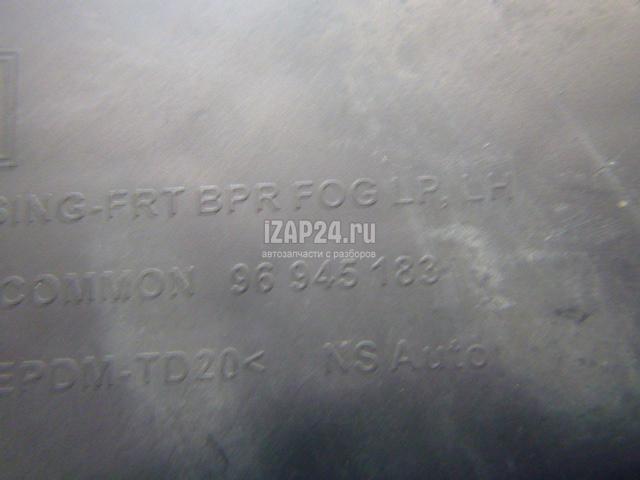 SING-FRT BPR FOG LP, LH
iZAP24.ru
автозапчасти с разборов
COMMON 96 945 183
EPDM-TD20< NS Auto